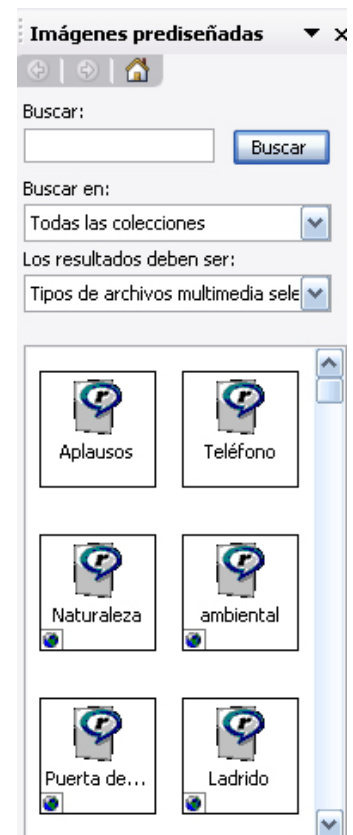 Imágenes prediseñadas
Buscar:
Buscar
Buscar en:
Todas las colecciones
Los resultados deben ser:
Tipos de archivos multimedia sele
Aplausos Teléfono
Naturaleza ambiental
Puerta de... Ladrido